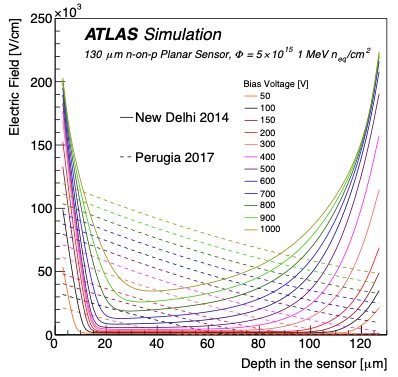 ×10³
ATLAS Simulation
130 μm n-on-p Planar Sensor, Φ = 5×10¹⁵ 1 MeV n_eq/cm²
Electric Field [V/cm]
250
200
150
100
50
0
Bias Voltage [V]
50
100
150
200
300
400
500
600
700
800
900
1000
New Delhi 2014
Perugia 2017
0 20 40 60 80 100 120
Depth in the sensor [μm]